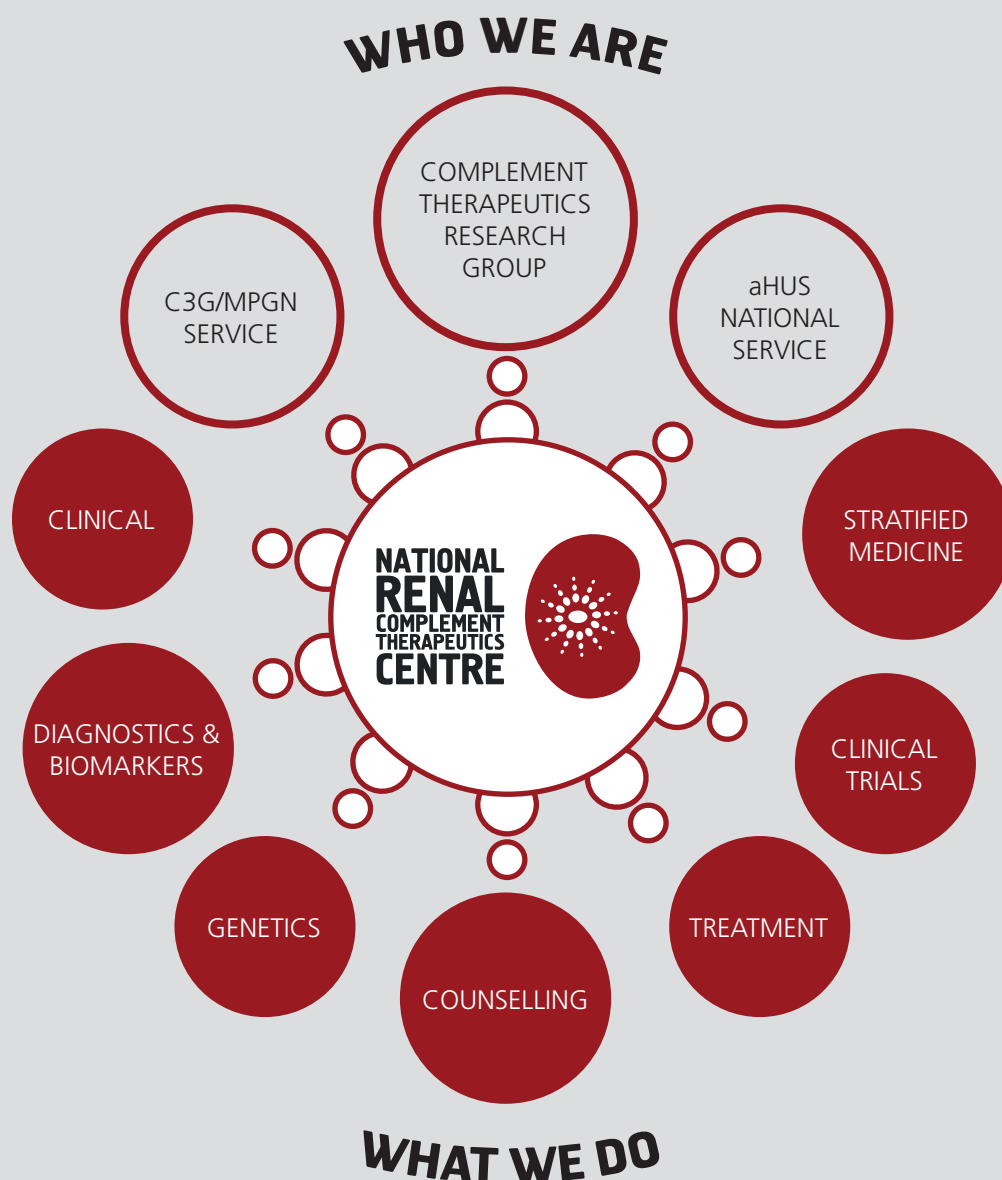 WHO WE ARE
COMPLEMENT
THERAPEUTICS
RESEARCH
GROUP
C3G/MPGN
SERVICE
aHUS
NATIONAL
SERVICE
CLINICAL
STRATIFIED
MEDICINE
NATIONAL
RENAL
COMPLEMENT
THERAPEUTICS
CENTRE
DIAGNOSTICS &
BIOMARKERS
CLINICAL
TRIALS
GENETICS
TREATMENT
COUNSELLING
WHAT WE DO